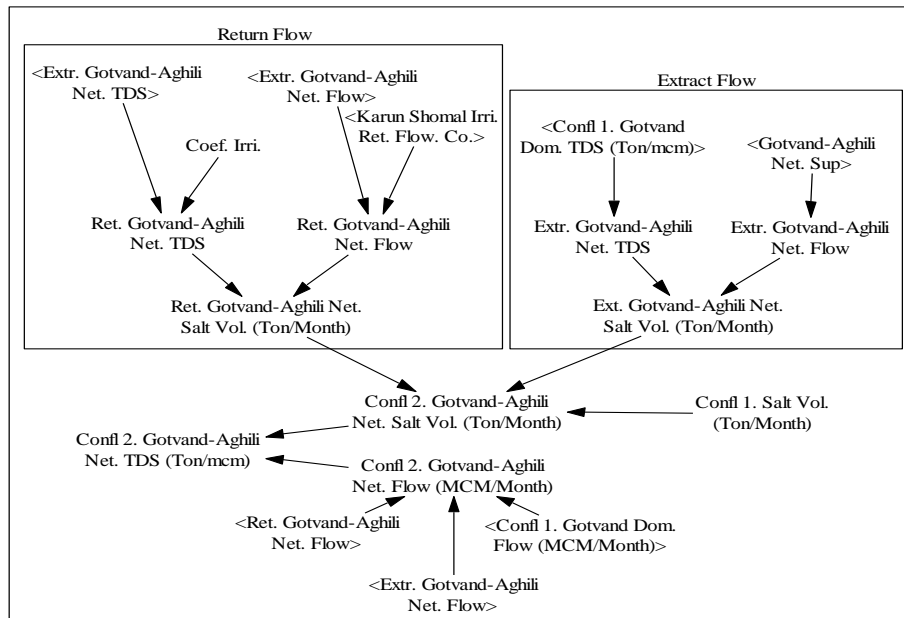 Return Flow
<Extr. Gotvand-Aghili
Net. TDS>
<Extr. Gotvand-Aghili
Net. Flow>
<Karun Shomal Irri.
Ret. Flow. Co.>
Coef. Irri.
Ret. Gotvand-Aghili
Net. TDS
Ret. Gotvand-Aghili
Net. Flow
Ret. Gotvand-Aghili Net.
Salt Vol. (Ton/Month)
Extract Flow
<Confl 1. Gotvand
Dom. TDS (Ton/mcm)>
<Gotvand-Aghili
Net. Sup>
Extr. Gotvand-Aghili
Net. TDS
Extr. Gotvand-Aghili
Net. Flow
Ext. Gotvand-Aghili Net.
Salt Vol. (Ton/Month)
Confl 2. Gotvand-Aghili
Net. Salt Vol. (Ton/Month)
Confl 1. Salt Vol.
(Ton/Month)
Confl 2. Gotvand-Aghili
Net. TDS (Ton/mcm)
Confl 2. Gotvand-Aghili
Net. Flow (MCM/Month)
<Ret. Gotvand-Aghili
Net. Flow>
<Confl 1. Gotvand Dom.
Flow (MCM/Month)>
<Extr. Gotvand-Aghili
Net. Flow>